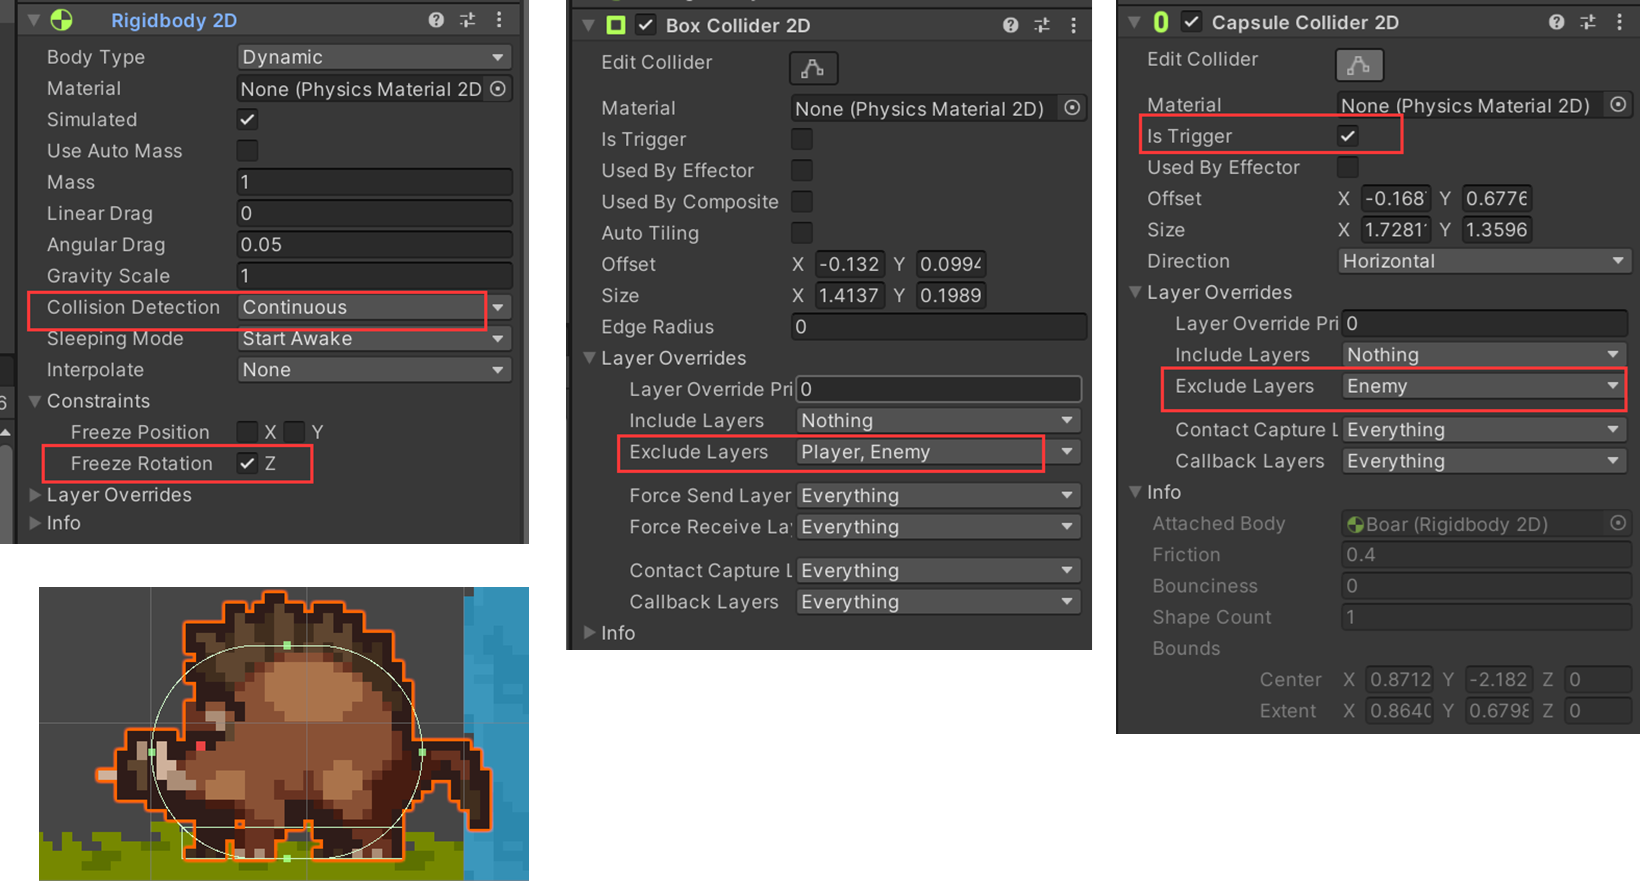 Rigidbody 2D
Body Type Dynamic
Material None (Physics Material 2D
Simulated
Use Auto Mass
Mass 1
Linear Drag 0
Angular Drag 0.05
Gravity Scale 1
Collision Detection Continuous
Sleeping Mode Start Awake
Interpolate None
Constraints
Freeze Position X Y
Freeze Rotation Z
Layer Overrides
Info
6
Box Collider 2D
Edit Collider
Material None (Physics Material 2D)
Is Trigger
Used By Effector
Used By Composite
Auto Tiling
Offset X -0.132 Y 0.0994
Size X 1.4137 Y 0.1989
Edge Radius 0
Layer Overrides
Layer Override Pri 0
Include Layers Nothing
Exclude Layers Player, Enemy
Force Send Layer Everything
Force Receive La Everything
Contact Capture L Everything
Callback Layers Everything
Info
Capsule Collider 2D
Edit Collider
Material None (Physics Material 2D)
Is Trigger
Used By Effector
Offset X -0.168 Y 0.6776
Size X 1.7281 Y 1.3596
Direction Horizontal
Layer Overrides
Layer Override Pri 0
Include Layers Nothing
Exclude Layers Enemy
Contact Capture L Everything
Callback Layers Everything
Info
Attached Body Boar (Rigidbody 2D)
Friction 0.4
Bounciness 0
Shape Count 1
Bounds
Center X 0.8712 Y -2.182 Z 0
Extent X 0.8640 Y 0.6798 Z 0